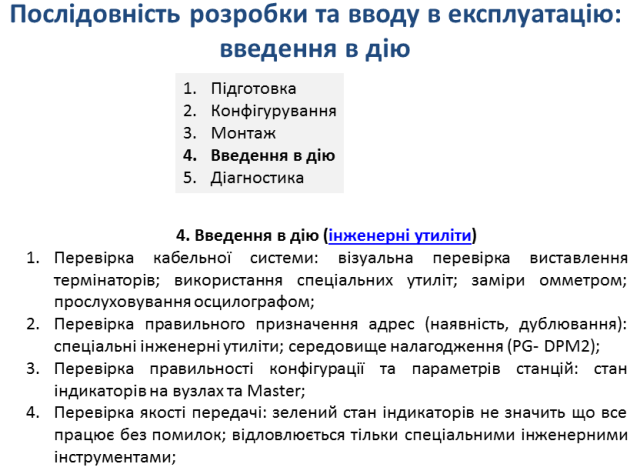 Послідовність розробки та вводу в експлуатацію:
введення в дію
1. Підготовка
2. Конфігурування
3. Монтаж
4. Введення в дію
5. Діагностика
4. Введення в дію (інженерні утиліти)
1. Перевірка кабельної системи: візуальна перевірка виставлення
термінаторів; використання спеціальних утиліт; заміри омметром;
прослуховування осцилографом;
2. Перевірка правильного призначення адрес (наявність, дублювання):
спеціальні інженерні утиліти; середовище налагодження (PG- DPM2);
3. Перевірка правильності конфігурації та параметрів станцій: стан
індикаторів на вузлах та Master;
4. Перевірка якості передачі: зелений стан індикаторів не значить що все
працює без помилок; відловлюється тільки спеціальними інженерними
інструментами;